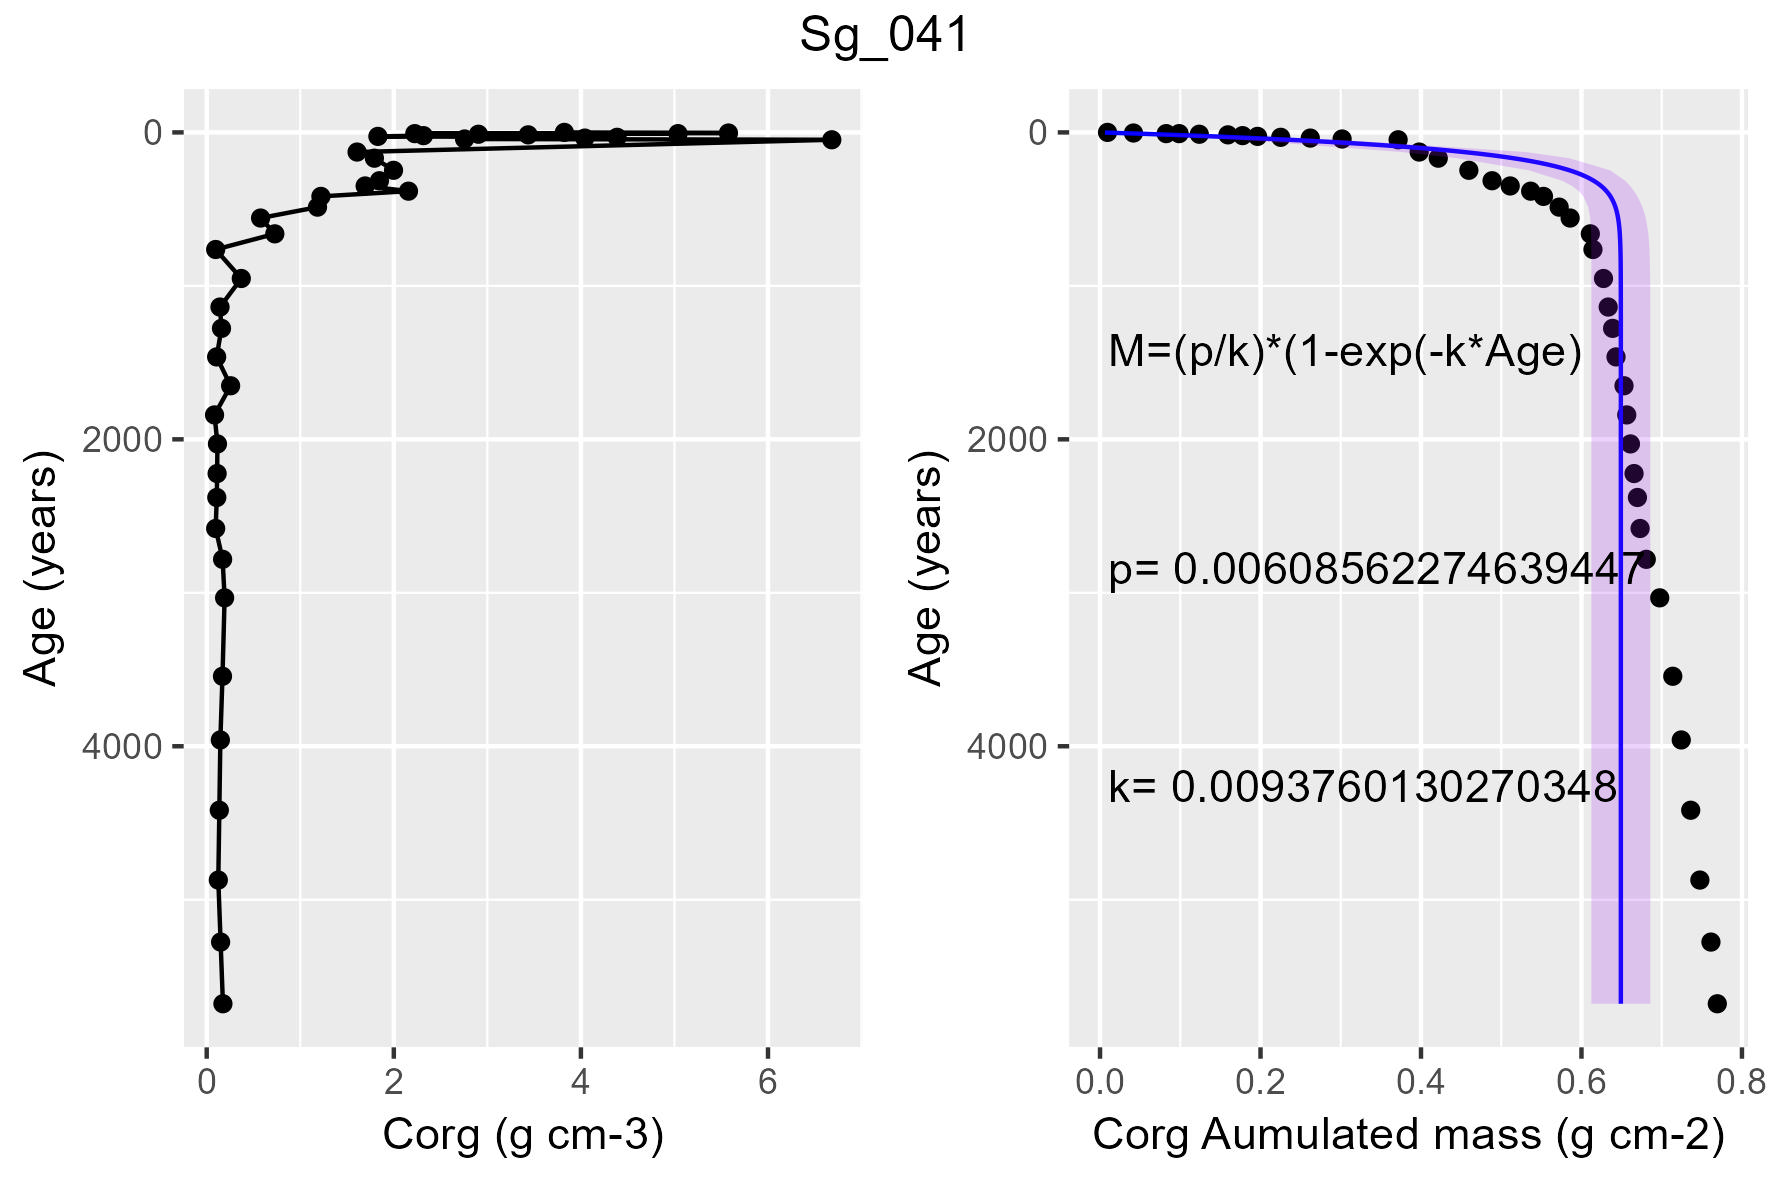 Sg_041
0
2000
4000
Age (years)
0 2 4 6
Corg (g cm-3)
0
2000
4000
Age (years)
M=(p/k)*(1-exp(-k*Age)
p= 0.00608562274639447
k= 0.0093760130270348
0.0 0.2 0.4 0.6 0.8
Corg Aumulated mass (g cm-2)